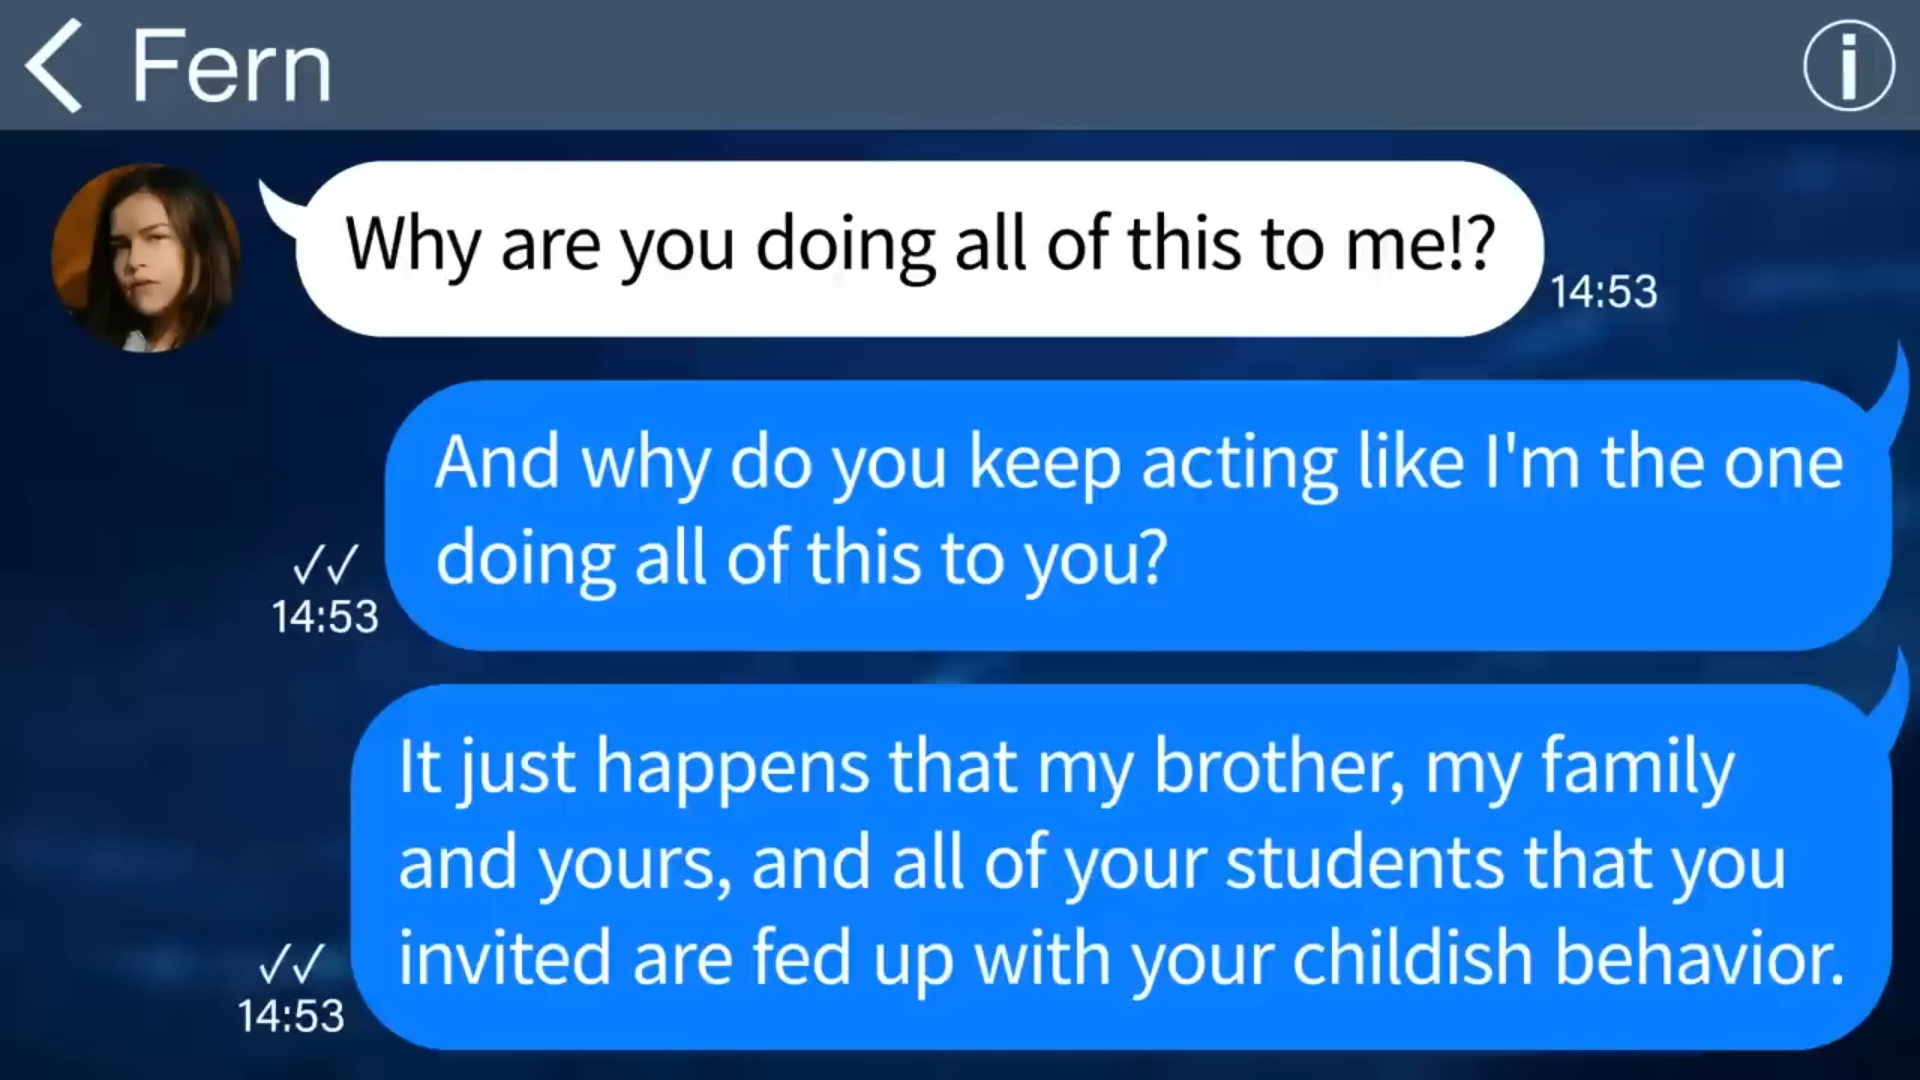 Fern
Why are you doing all of this to me!?
14:53
And why do you keep acting like I'm the one
doing all of this to you?
14:53
It just happens that my brother, my family
and yours, and all of your students that you
invited are fed up with your childish behavior.
14:53